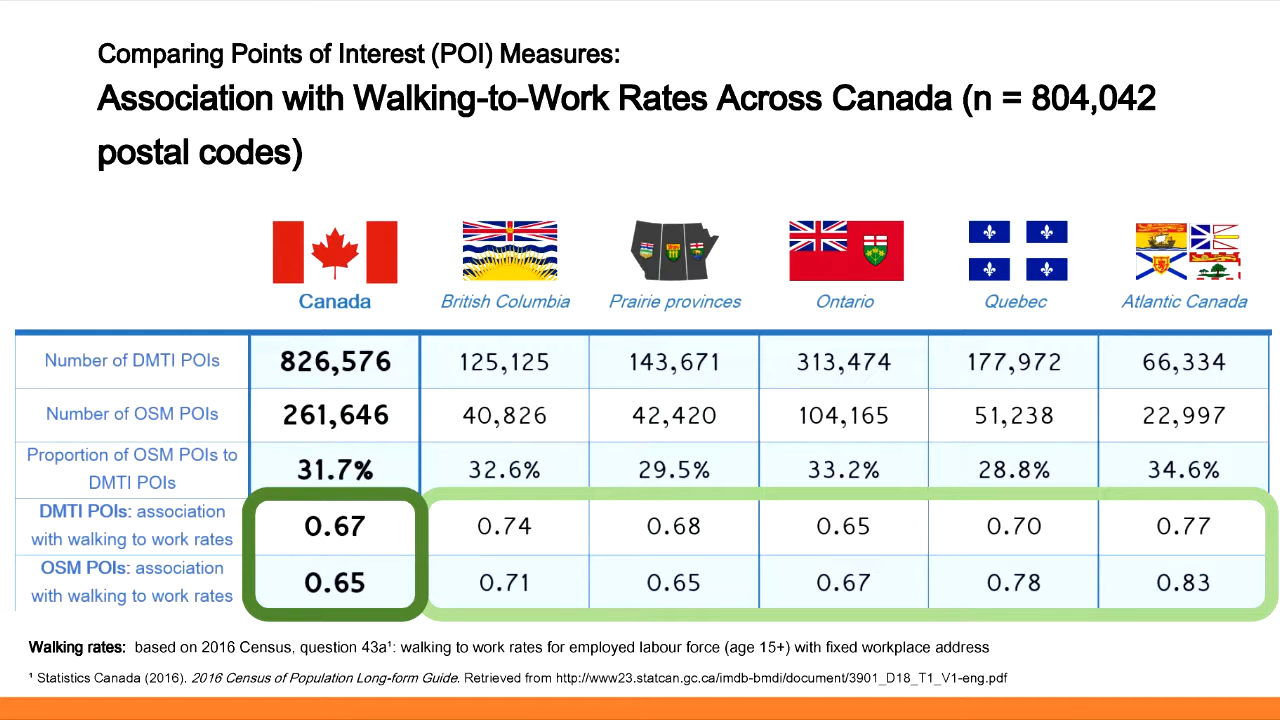 Comparing Points of Interest (POI) Measures:
Association with Walking-to-Work Rates Across Canada (n = 804,042
postal codes)
Canada British Columbia Prairie provinces Ontario Quebec Atlantic Canada
Number of DMTI POIs 826,576 125,125 143,671 313,474 177,972 66,334
Number of OSM POIs 261,646 40,826 42,420 104,165 51,238 22,997
Proportion of OSM POIs to
DMTI POIs 31.7% 32.6% 29.5% 33.2% 28.8% 34.6%
DMTI POIs: association
with walking to work rates 0.67 0.74 0.68 0.65 0.70 0.77
OSM POIs: association
with walking to work rates 0.65 0.71 0.65 0.67 0.78 0.83
Walking rates: based on 2016 Census, question 43a¹: walking to work rates for employed labour force (age 15+) with fixed workplace address
¹ Statistics Canada (2016). 2016 Census of Population Long-form Guide. Retrieved from http://www23.statcan.gc.ca/imdb-bmdi/document/3901_D18_T1_V1-eng.pdf